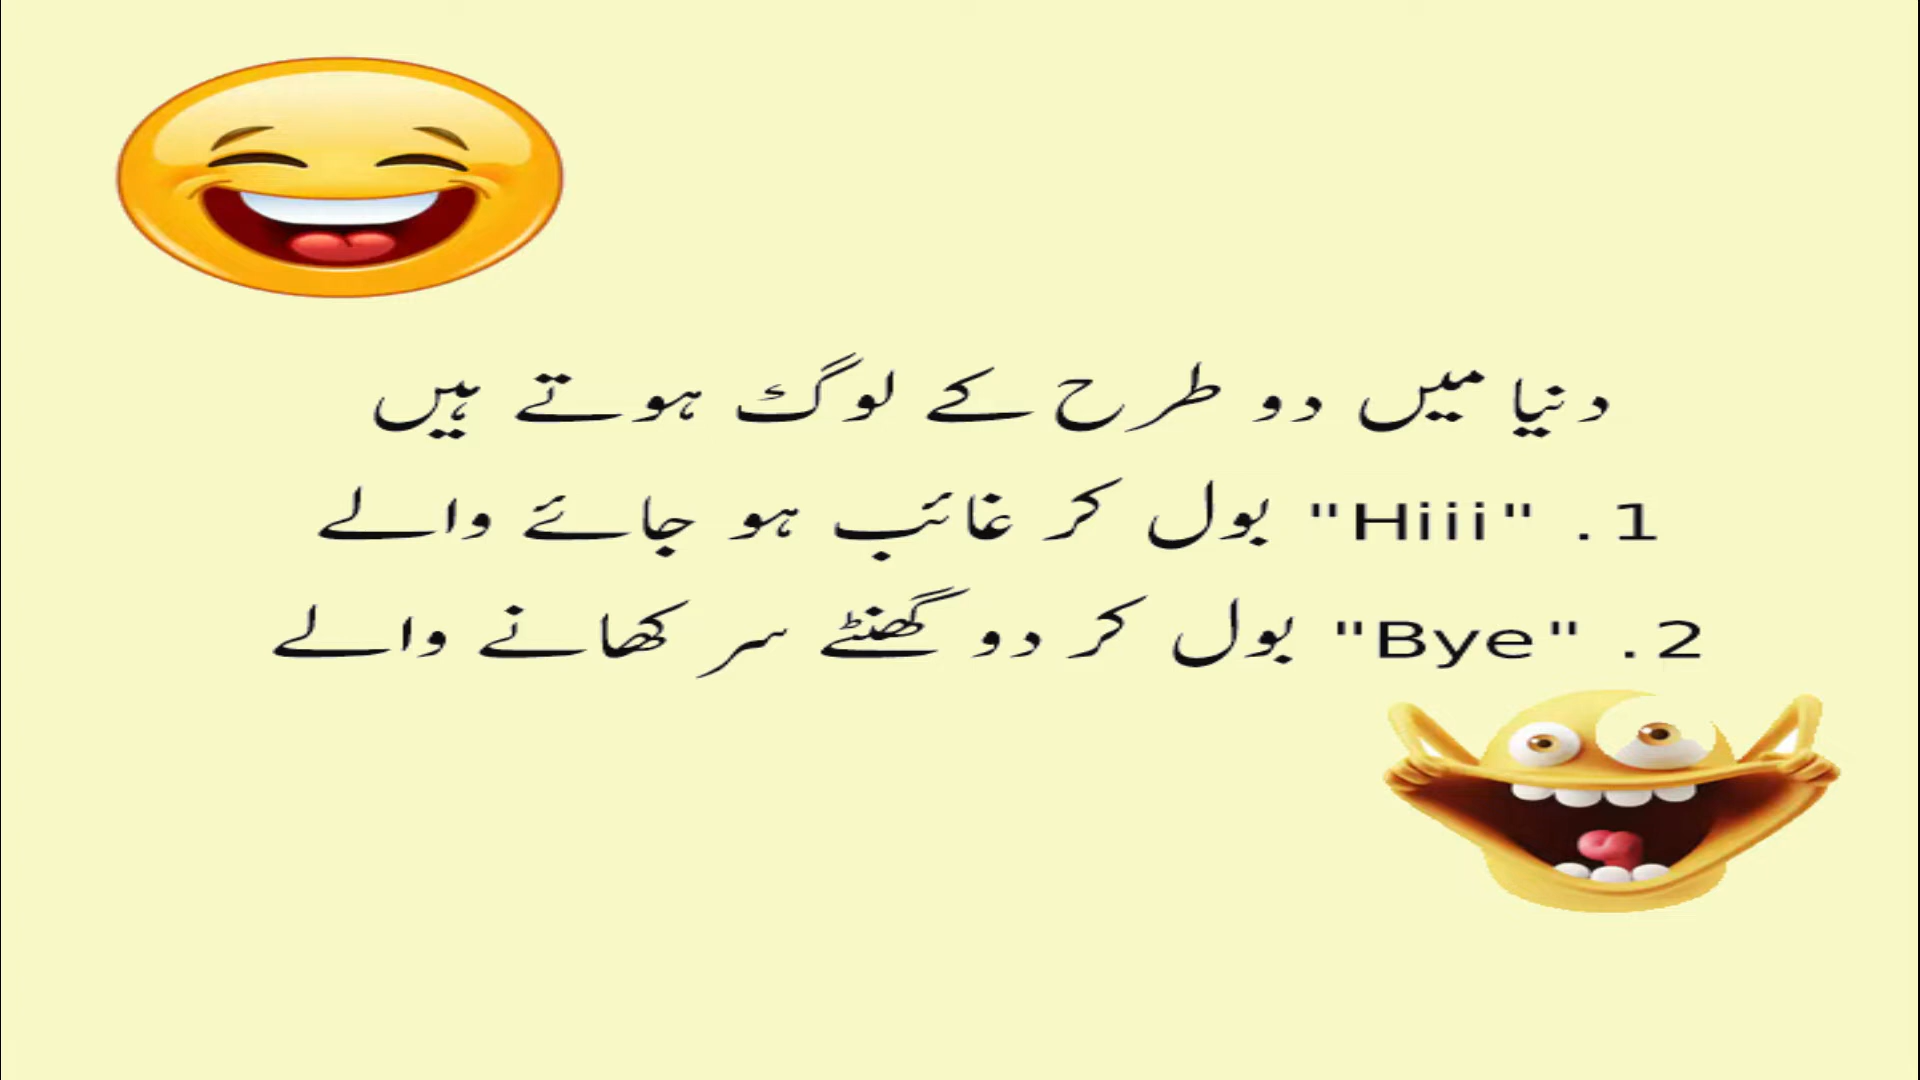 دنیا میں دو طرح کے لوگ ہوتے ہیں
1. "Hiii" بول کر غائب ہو جائے والے
2. "Bye" بول کر دو گھنٹے سر کھانے والے